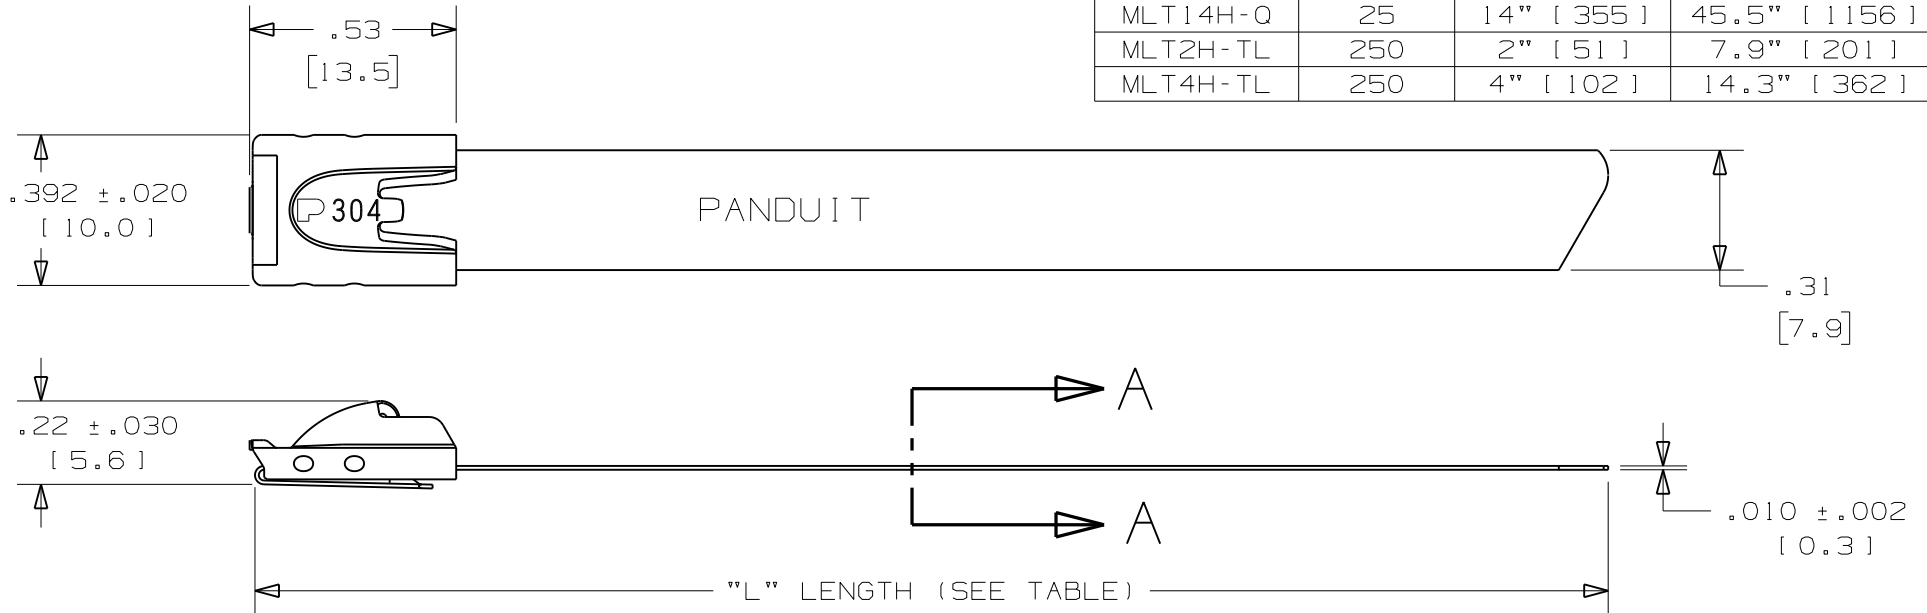 MLT14H-Q 25 14" [ 355 ] 45.5" [ 1156 ]
MLT2H-TL 250 2" [ 51 ] 7.9" [ 201 ]
MLT4H-TL 250 4" [ 102 ] 14.3" [ 362 ]
.53
[13.5]
.392 ±.020
[ 10.0 ]
P 304
PANDUIT
.31
[7.9]
.22 ±.030
[ 5.6 ]
A
A
.010 ±.002
[ 0.3 ]
"L" LENGTH (SEE TABLE)